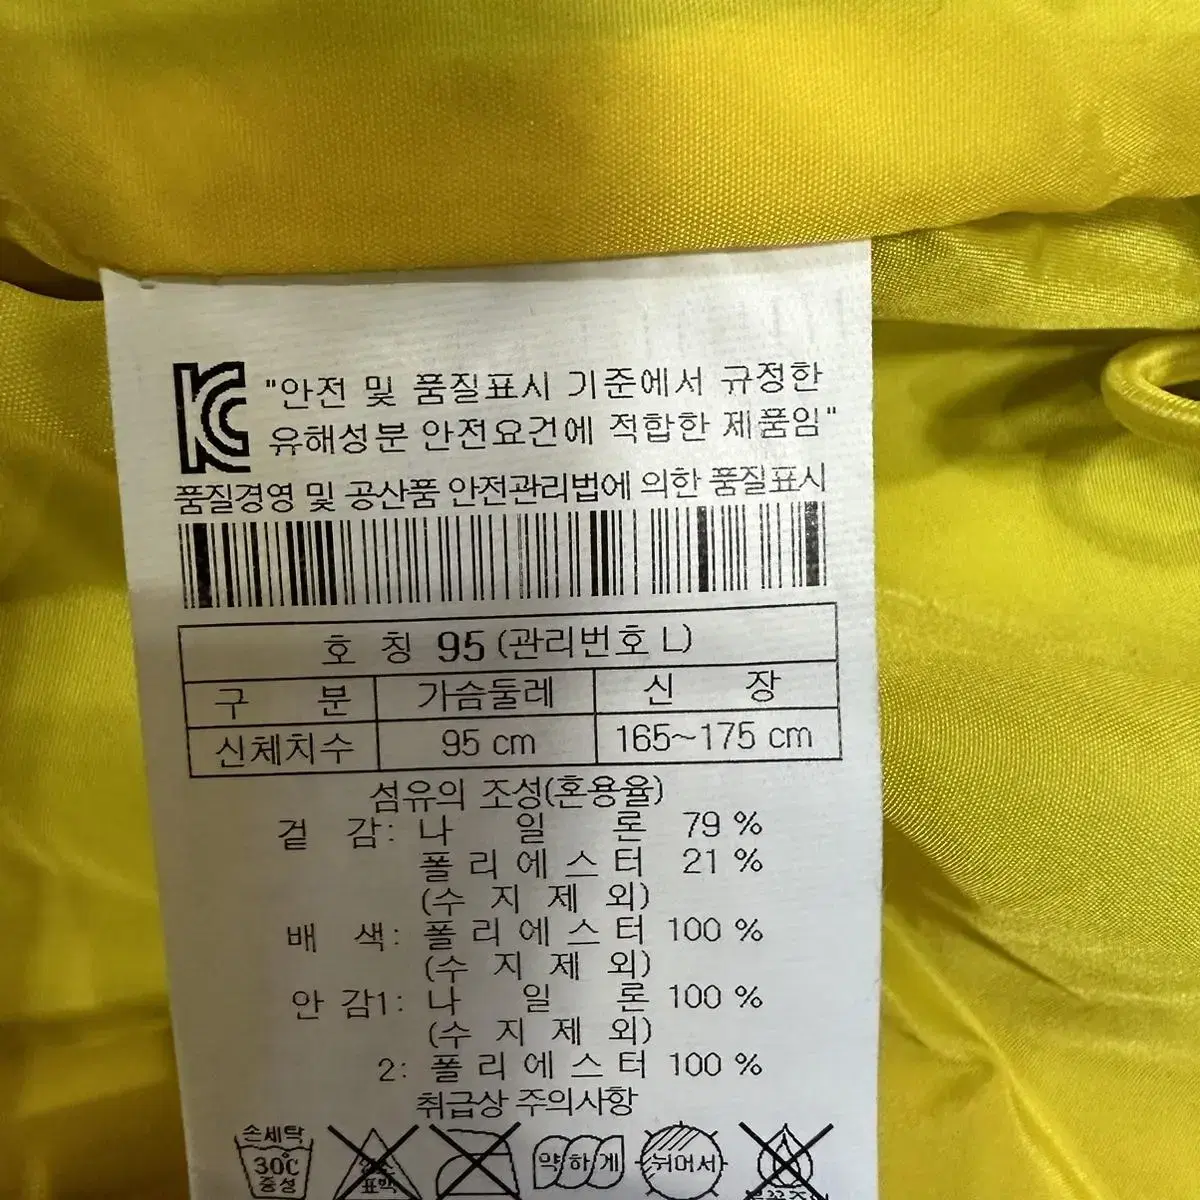 "안전 및 품질표시 기준에서 규정한
유해성분 안전요건에 적합한 제품임"
품질경영 및 공산품 안전관리법에 의한 품질표시
호 칭 95 (관리번호 L)
구 분 가슴둘레 신 장
신체치수 95 cm 165~175 cm
섬유의 조성(혼용율)
겉 감: 나 일 론 79 %
폴 리 에 스 터 21 %
(수 지 제 외)
배 색: 폴 리 에 스 터 100 %
(수 지 제 외)
안 감1: 나 일 론 100 %
(수 지 제 외)
2: 폴 리 에 스 터 100 %
취급상 주의사항
손세탁
30℃
중성
표백
약하게
뉘어서